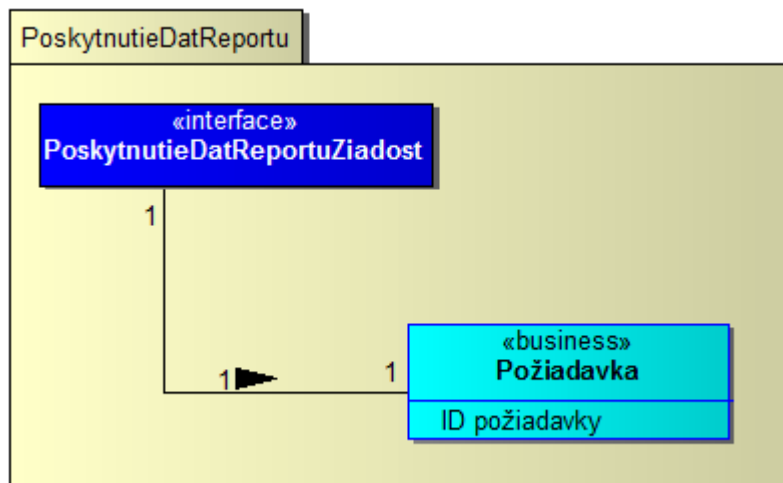 PoskytnutieDatReportu
«interface»
PoskytnutieDatReportuZiadost
1
1
1
«business»
Požiadavka
ID požiadavky